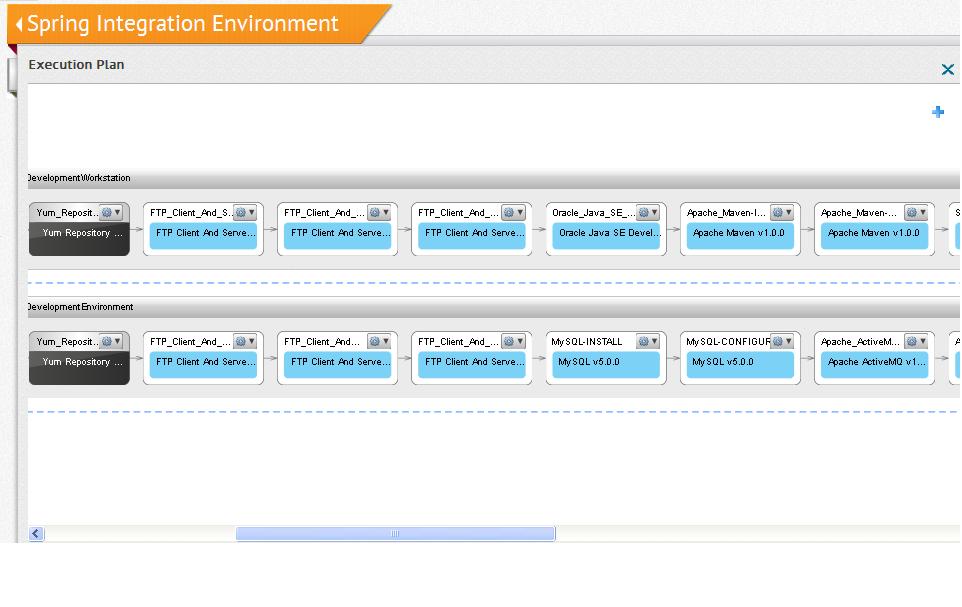 Spring Integration Environment
Execution Plan
DevelopmentWorkstation
Yum_Reposit... FTP_Client_And_S... FTP_Client_And_... FTP_Client_And_... Oracle_Java_SE_... Apache_Maven-I... Apache_Maven-... S
Yum Repository ... FTP Client And Serve... FTP Client And Serve... FTP Client And Serve... Oracle Java SE Devel... Apache Maven v1.0.0 Apache Maven v1.0.0
DevelopmentEnvironment
Yum_Reposit... FTP_Client_And_... FTP_Client_And... FTP_Client_And_... MySQL-INSTALL MySQL-CONFIGUR Apache_ActiveM... A
Yum Repository ... FTP Client And Serve... FTP Client And Serve... FTP Client And Serve... MySQL v5.0.0 MySQL v5.0.0 Apache ActiveMQ v1...